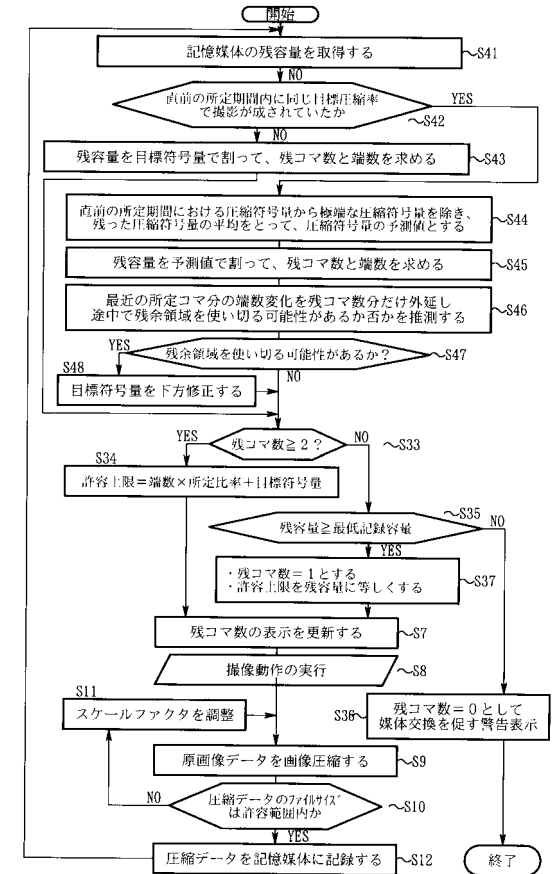 開始
記憶媒体の残容量を取得する
S41
NO
直前の所定期間内に同じ目標圧縮率
で撮影が成されていたか
YES
S42
NO
残容量を目標符号量で割って、残コマ数と端数を求める
S43
直前の所定期間における圧縮符号量から極端な圧縮符号量を除き、
残った圧縮符号量の平均をとって、圧縮符号量の予測値とする
S44
残容量を予測値で割って、残コマ数と端数を求める
S45
最近の所定コマ分の端数変化を残コマ数分だけ外延し
途中で残余領域を使い切る可能性があるか否かを推測する
S46
YES
残余領域を使い切る可能性があるか?
S47
S48
NO
目標符号量を下方修正する
YES
残コマ数≧2?
NO
S33
S34
許容上限=端数×所定比率+目標符号量
S35
残容量≧最低記録容量
NO
YES
・残コマ数=1とする
・許容上限を残容量に等しくする
S37
残コマ数の表示を更新する
S7
撮像動作の実行
S8
S11
スケールファクタを調整
S36
残コマ数=0として
媒体交換を促す警告表示
原画像データを画像圧縮する
S9
NO
圧縮データのファイルサイズ
は許容範囲内か
S10
YES
圧縮データを記憶媒体に記録する
S12
終了